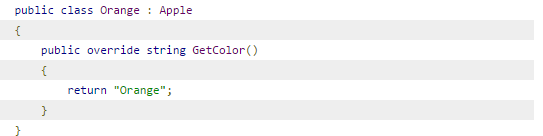 public class Orange : Apple
{
    public override string GetColor()
    {
        return "Orange";
    }
}